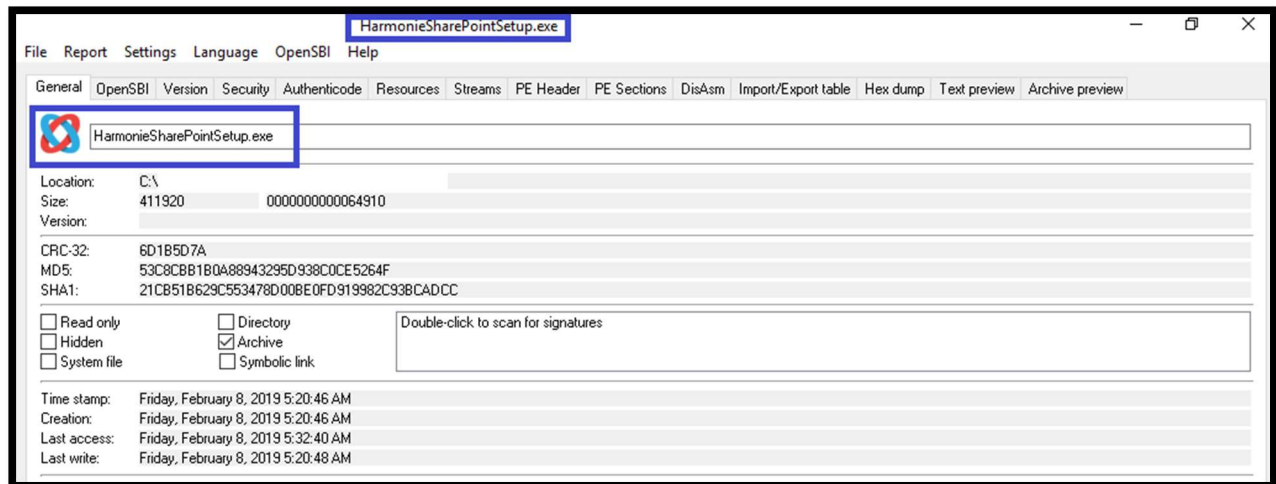 HarmonieSharePointSetup.exe
File Report Settings Language OpenSBI Help
General OpenSBI Version Security Authenticode Resources Streams PE Header PE Sections DisAsm Import/Export table Hex dump Text preview Archive preview
HarmonieSharePointSetup.exe
Location: C:\
Size: 411920 0000000000064910
Version:
CRC-32: 6D1B5D7A
MD5: 53C8CBB1B0A88943295D938C0CE5264F
SHA1: 21CB51B629C553478D00BE0FD919982C93BCADCC
Read only Directory Double-click to scan for signatures
Hidden Archive
System file Symbolic link
Time stamp: Friday, February 8, 2019 5:20:46 AM
Creation: Friday, February 8, 2019 5:20:46 AM
Last access: Friday, February 8, 2019 5:32:40 AM
Last write: Friday, February 8, 2019 5:20:48 AM